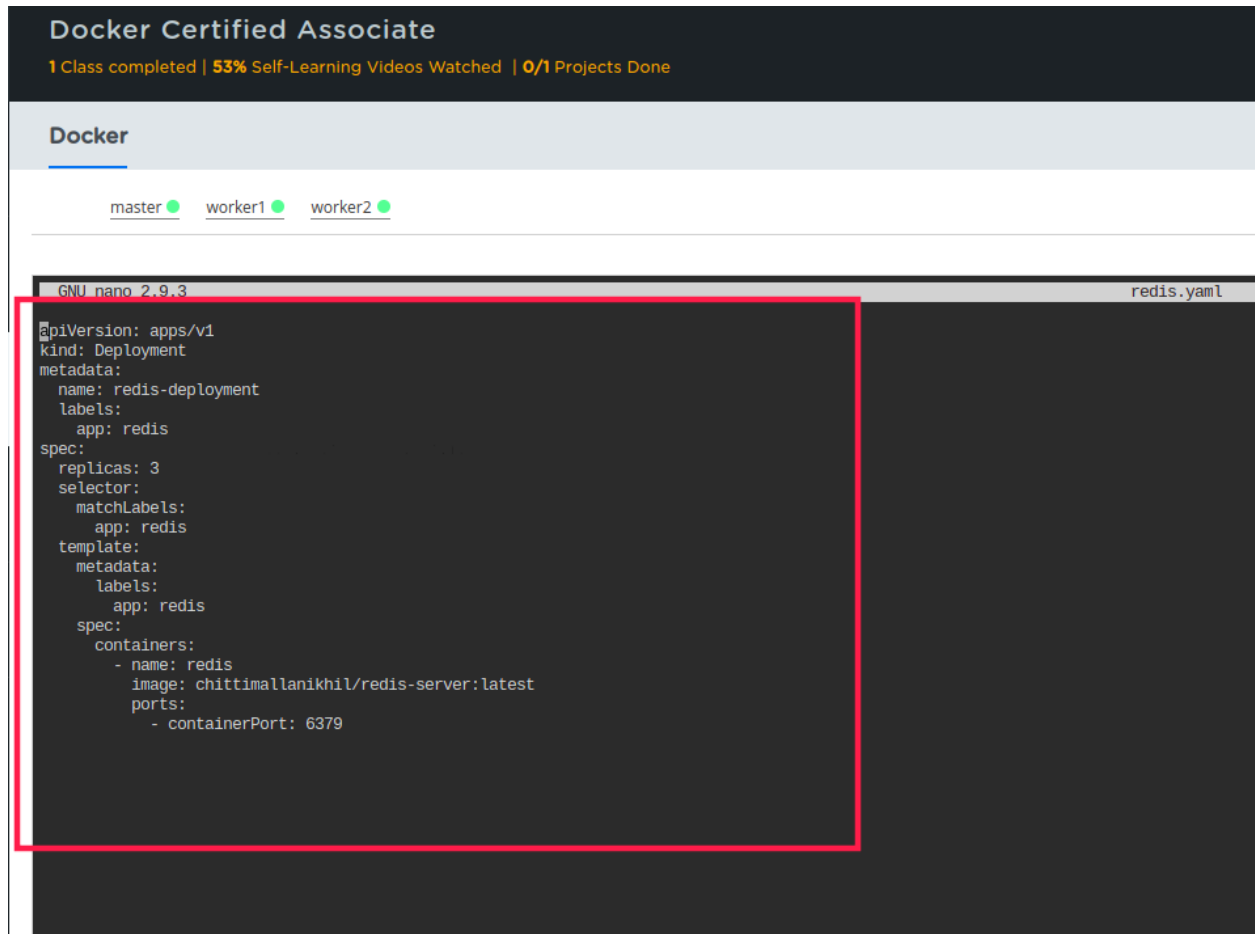 Docker Certified Associate
1 Class completed | 53% Self-Learning Videos Watched | 0/1 Projects Done
Docker
master worker1 worker2
GNU nano 2.9.3 redis.yaml
apiVersion: apps/v1
kind: Deployment
metadata:
  name: redis-deployment
  labels:
    app: redis
spec:
  replicas: 3
  selector:
    matchLabels:
      app: redis
  template:
    metadata:
      labels:
        app: redis
    spec:
      containers:
        - name: redis
          image: chittimallanikhil/redis-server:latest
          ports:
            - containerPort: 6379